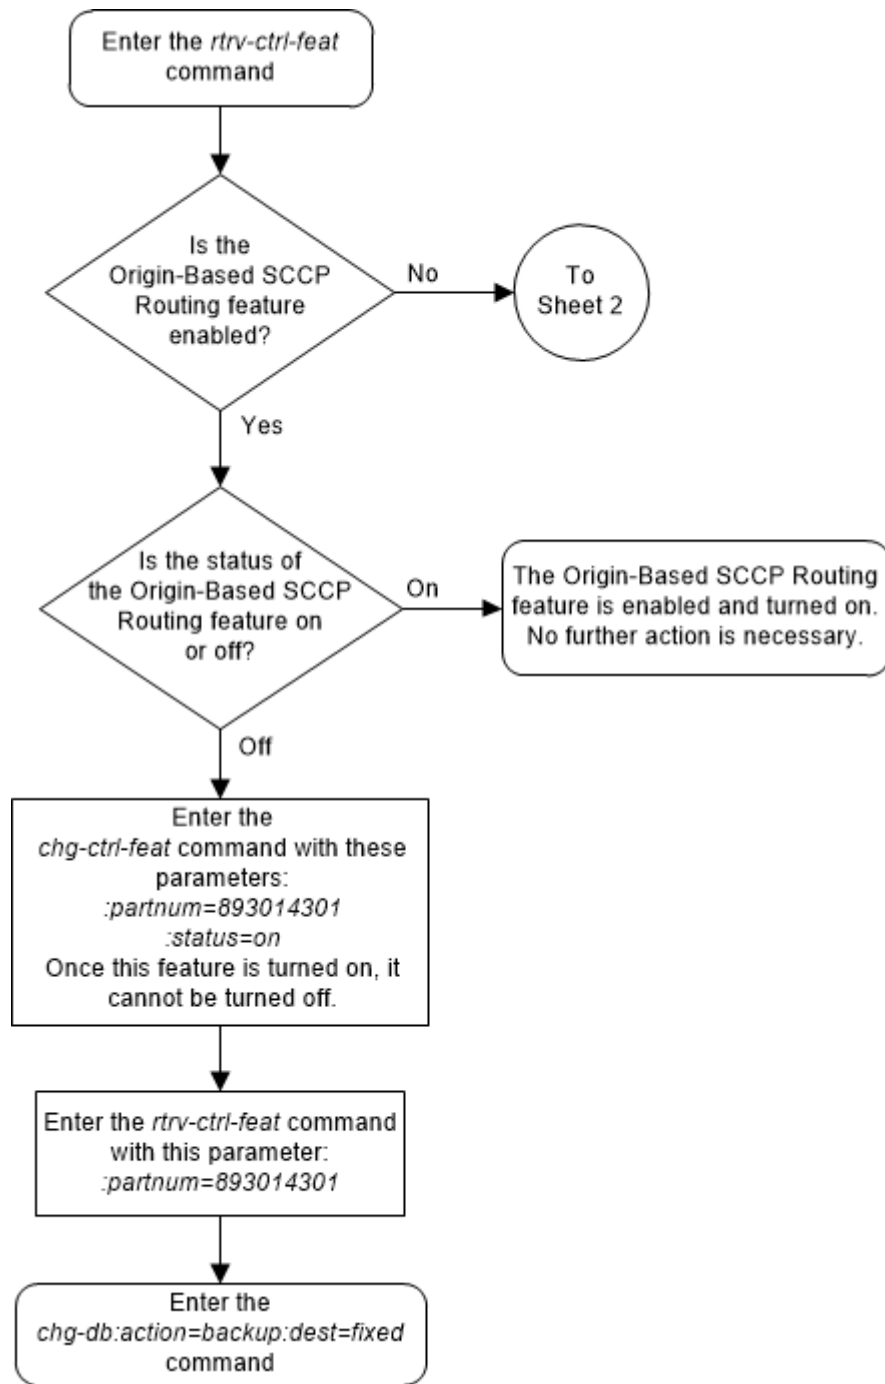 Enter the rtrv-ctrl-feat
command
Is the
Origin-Based SCCP
Routing feature
enabled?
No
To
Sheet 2
Yes
Is the status of
the Origin-Based SCCP
Routing feature on
or off?
On
The Origin-Based SCCP Routing
feature is enabled and turned on.
No further action is necessary.
Off
Enter the
chg-ctrl-feat command with these
parameters:
:partnum=893014301
:status=on
Once this feature is turned on, it
cannot be turned off.
Enter the rtrv-ctrl-feat command
with this parameter:
:partnum=893014301
Enter the
chg-db:action=backup:dest=fixed
command